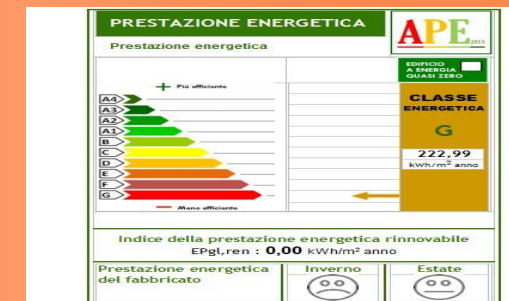 PRESTAZIONE ENERGETICA
APE 2015
Prestazione energetica
EDIFICIO
A ENERGIA
QUASI ZERO
Più efficiente
CLASSE
ENERGETICA
G
222,99
kWh/m² anno
A4
A3
A2
A1
B
C
D
E
F
G
Meno efficiente
Indice della prestazione energetica rinnovabile
EPgl,ren : 0,00 kWh/m² anno
Prestazione energetica
del fabbricato
Inverno
Estate